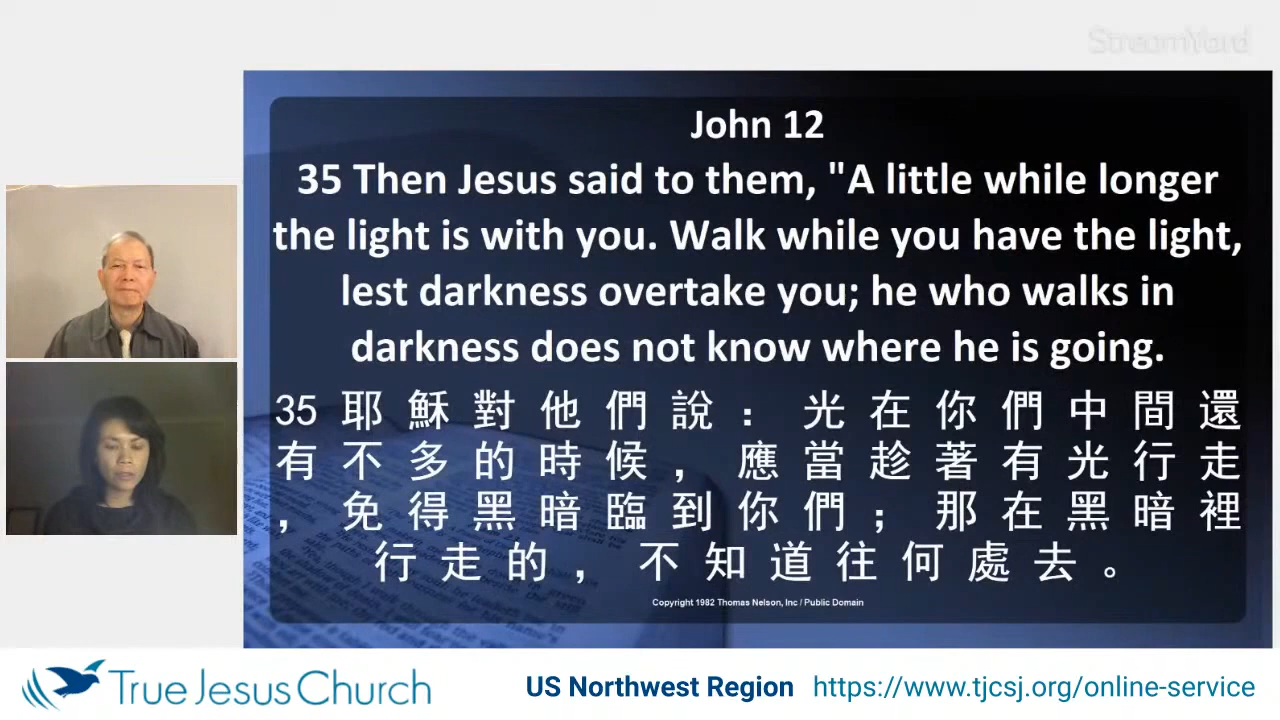 StreamYard
John 12
35 Then Jesus said to them, "A little while longer
the light is with you. Walk while you have the light,
lest darkness overtake you; he who walks in
darkness does not know where he is going.
35 耶穌對他們說：光在你們中間還
有不多的時候，應當趁著有光行走
，免得黑暗臨到你們；那在黑暗裡
行走的，不知道往何處去。
Copyright 1982 Thomas Nelson, Inc / Public Domain
True Jesus Church
US Northwest Region https://www.tjcsj.org/online-service